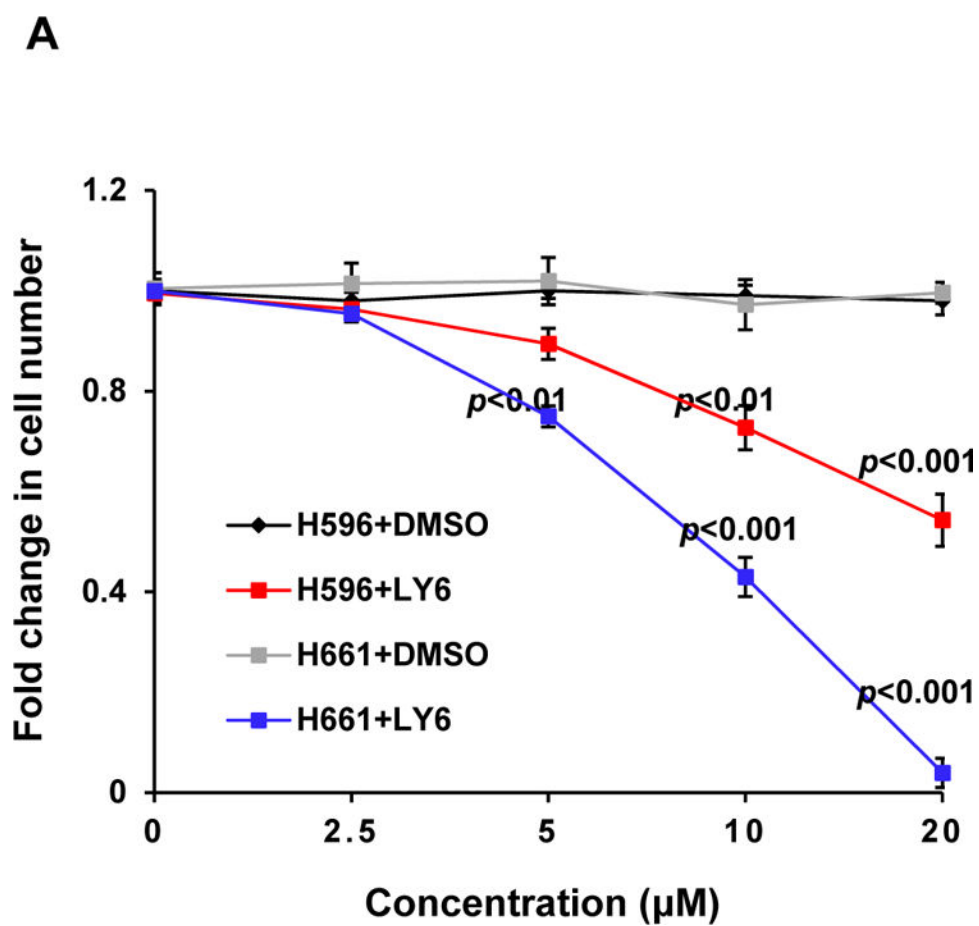 A
Fold change in cell number
1.2
0.8
0.4
0
p<0.01
p<0.01
p<0.001
p<0.001
p<0.001
H596+DMSO
H596+LY6
H661+DMSO
H661+LY6
0 2.5 5 10 20
Concentration (µM)